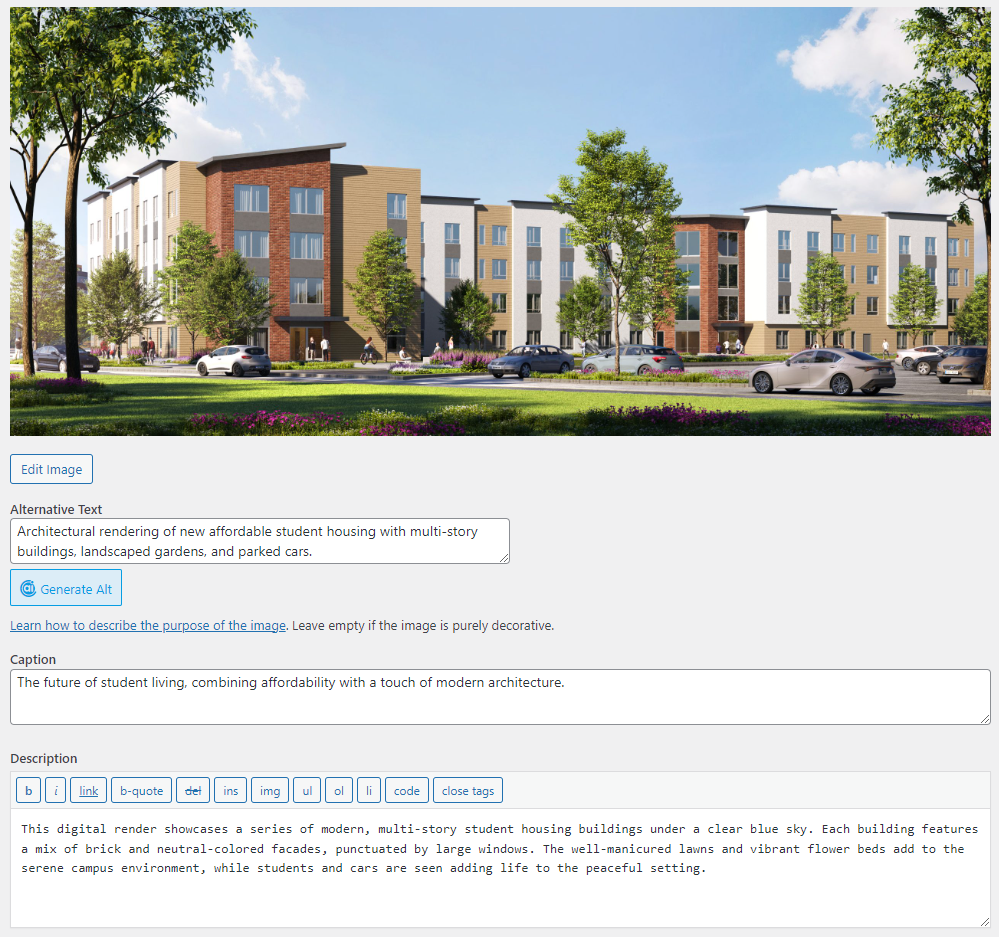 Edit Image
Alternative Text
Architectural rendering of new affordable student housing with multi-story
buildings, landscaped gardens, and parked cars.
Generate Alt
Learn how to describe the purpose of the image. Leave empty if the image is purely decorative.
Caption
The future of student living, combining affordability with a touch of modern architecture.
Description
b i link b-quote del ins img ul ol li code close tags
This digital render showcases a series of modern, multi-story student housing buildings under a clear blue sky. Each building features
a mix of brick and neutral-colored facades, punctuated by large windows. The well-manicured lawns and vibrant flower beds add to the
serene campus environment, while students and cars are seen adding life to the peaceful setting.